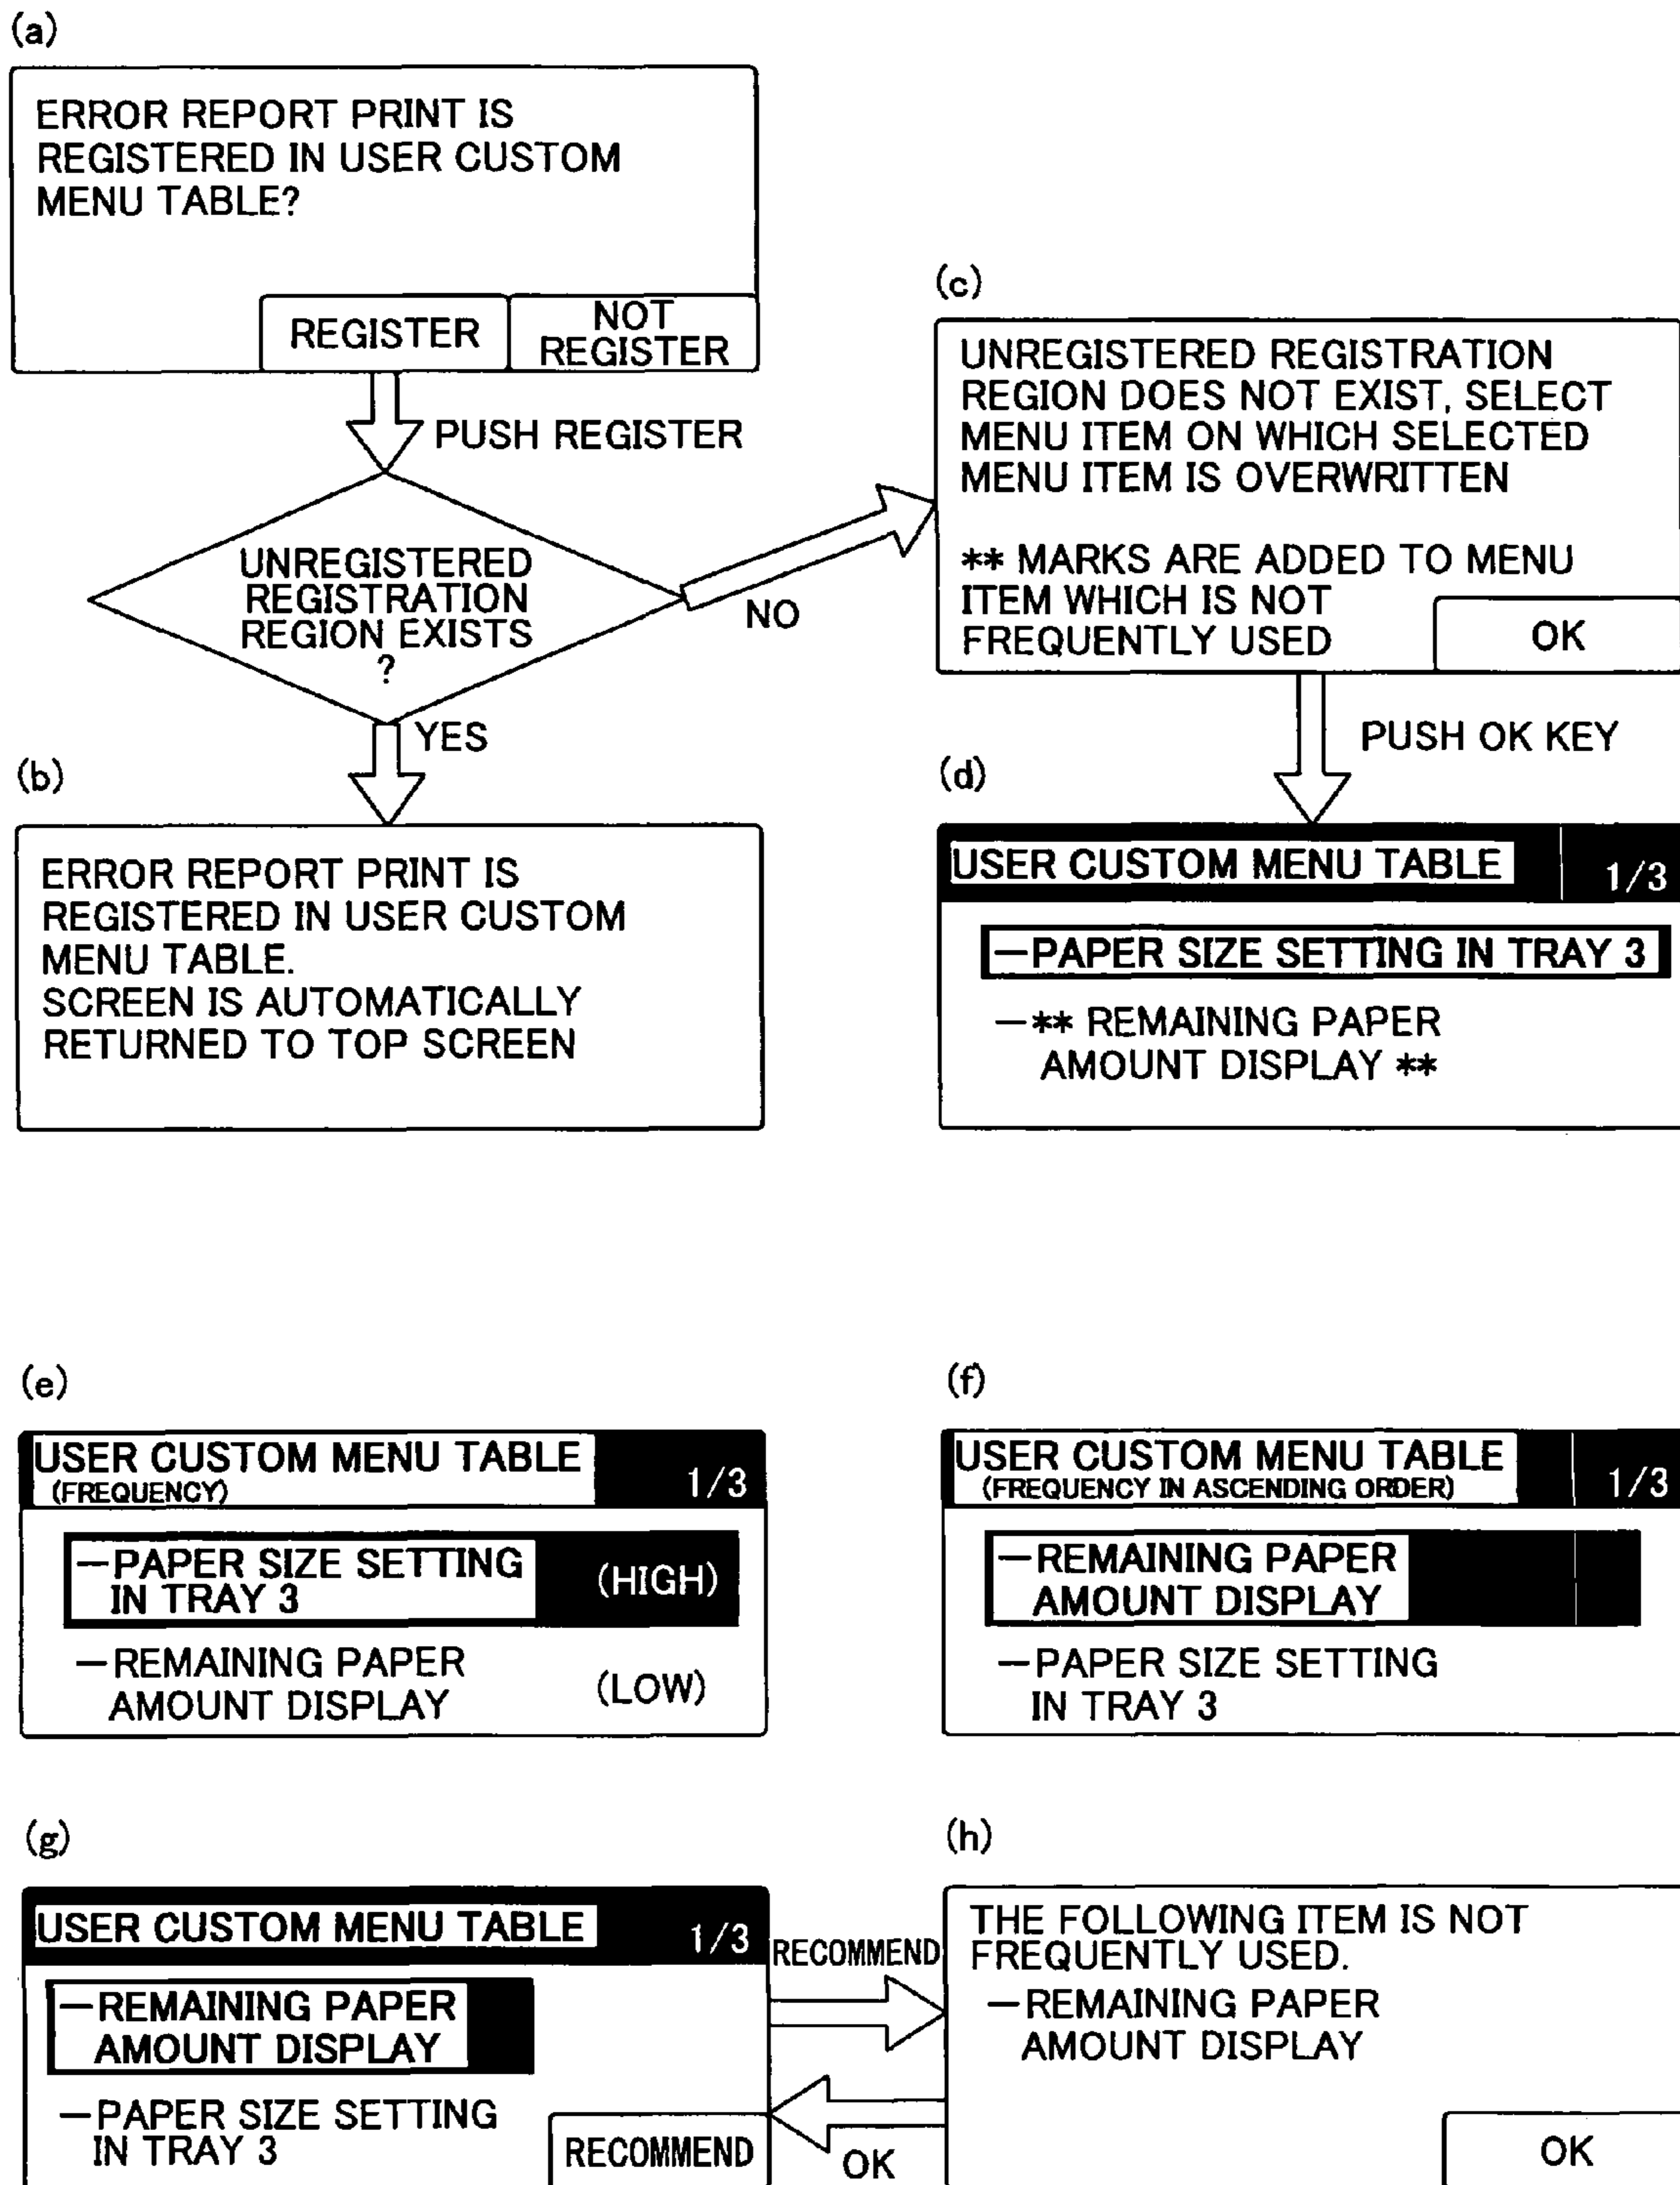 (a)
ERROR REPORT PRINT IS
REGISTERED IN USER CUSTOM
MENU TABLE?
REGISTER
NOT
REGISTER
PUSH REGISTER
UNREGISTERED
REGISTRATION
REGION EXISTS
?
NO
YES
(b)
ERROR REPORT PRINT IS
REGISTERED IN USER CUSTOM
MENU TABLE.
SCREEN IS AUTOMATICALLY
RETURNED TO TOP SCREEN
(c)
UNREGISTERED REGISTRATION
REGION DOES NOT EXIST, SELECT
MENU ITEM ON WHICH SELECTED
MENU ITEM IS OVERWRITTEN
** MARKS ARE ADDED TO MENU
ITEM WHICH IS NOT
FREQUENTLY USED
OK
PUSH OK KEY
(d)
USER CUSTOM MENU TABLE 1/3
—PAPER SIZE SETTING IN TRAY 3
—** REMAINING PAPER
AMOUNT DISPLAY **
(e)
USER CUSTOM MENU TABLE
(FREQUENCY)
1/3
—PAPER SIZE SETTING
IN TRAY 3
(HIGH)
—REMAINING PAPER
AMOUNT DISPLAY
(LOW)
(f)
USER CUSTOM MENU TABLE
(FREQUENCY IN ASCENDING ORDER)
1/3
—REMAINING PAPER
AMOUNT DISPLAY
—PAPER SIZE SETTING
IN TRAY 3
(g)
USER CUSTOM MENU TABLE 1/3
—REMAINING PAPER
AMOUNT DISPLAY
—PAPER SIZE SETTING
IN TRAY 3
RECOMMEND
RECOMMEND
OK
(h)
THE FOLLOWING ITEM IS NOT
FREQUENTLY USED.
—REMAINING PAPER
AMOUNT DISPLAY
OK